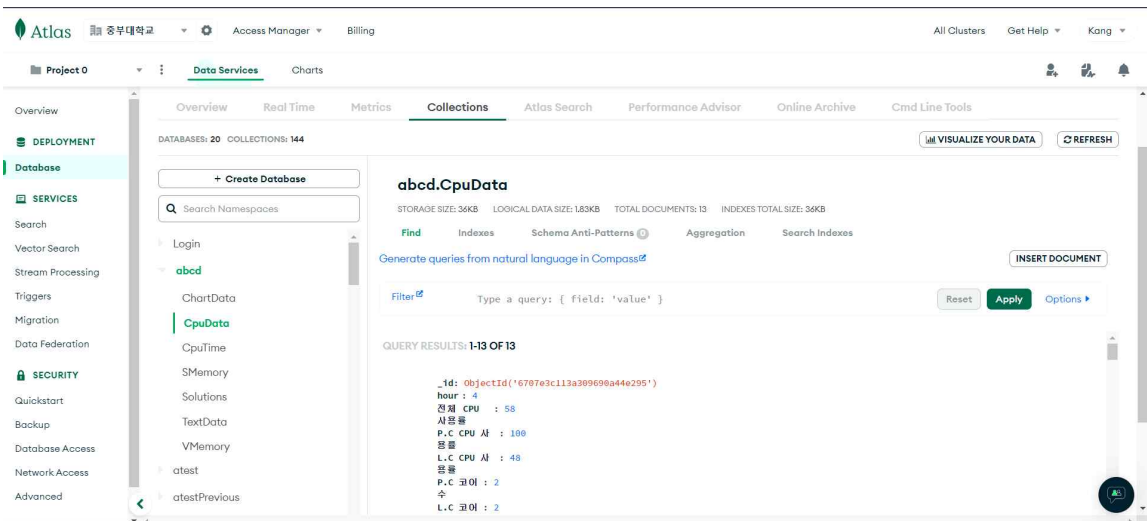 Atlas 중부대학교 Access Manager Billing All Clusters Get Help Kang
Project 0 Data Services Charts
Overview
DEPLOYMENT
Database
SERVICES
Search
Vector Search
Stream Processing
Triggers
Migration
Data Federation
SECURITY
Quickstart
Backup
Database Access
Network Access
Advanced
Overview Real Time Metrics Collections Atlas Search Performance Advisor Online Archive Cmd Line Tools
DATABASES: 20 COLLECTIONS: 144
VISUALIZE YOUR DATA REFRESH
+ Create Database
Search Namespaces
Login
abcd
ChartData
CpuData
CpuTime
SMemory
Solutions
TextData
VMemory
atest
atestPrevious
abcd.CpuData
STORAGE SIZE: 36KB LOGICAL DATA SIZE: 1.83KB TOTAL DOCUMENTS: 13 INDEXES TOTAL SIZE: 36KB
Find Indexes Schema Anti-Patterns 0 Aggregation Search Indexes
Generate queries from natural language in Compass
INSERT DOCUMENT
Filter Type a query: { field: 'value' } Reset Apply Options
QUERY RESULTS: 1-13 OF 13
_id: ObjectId('6707e3c113a309690a44e295')
hour : 4
전체 CPU : 58
사용률
P.C CPU 사 : 100
용률
L.C CPU 사 : 48
용률
P.C 코어 : 2
수
L.C 코어 : 2